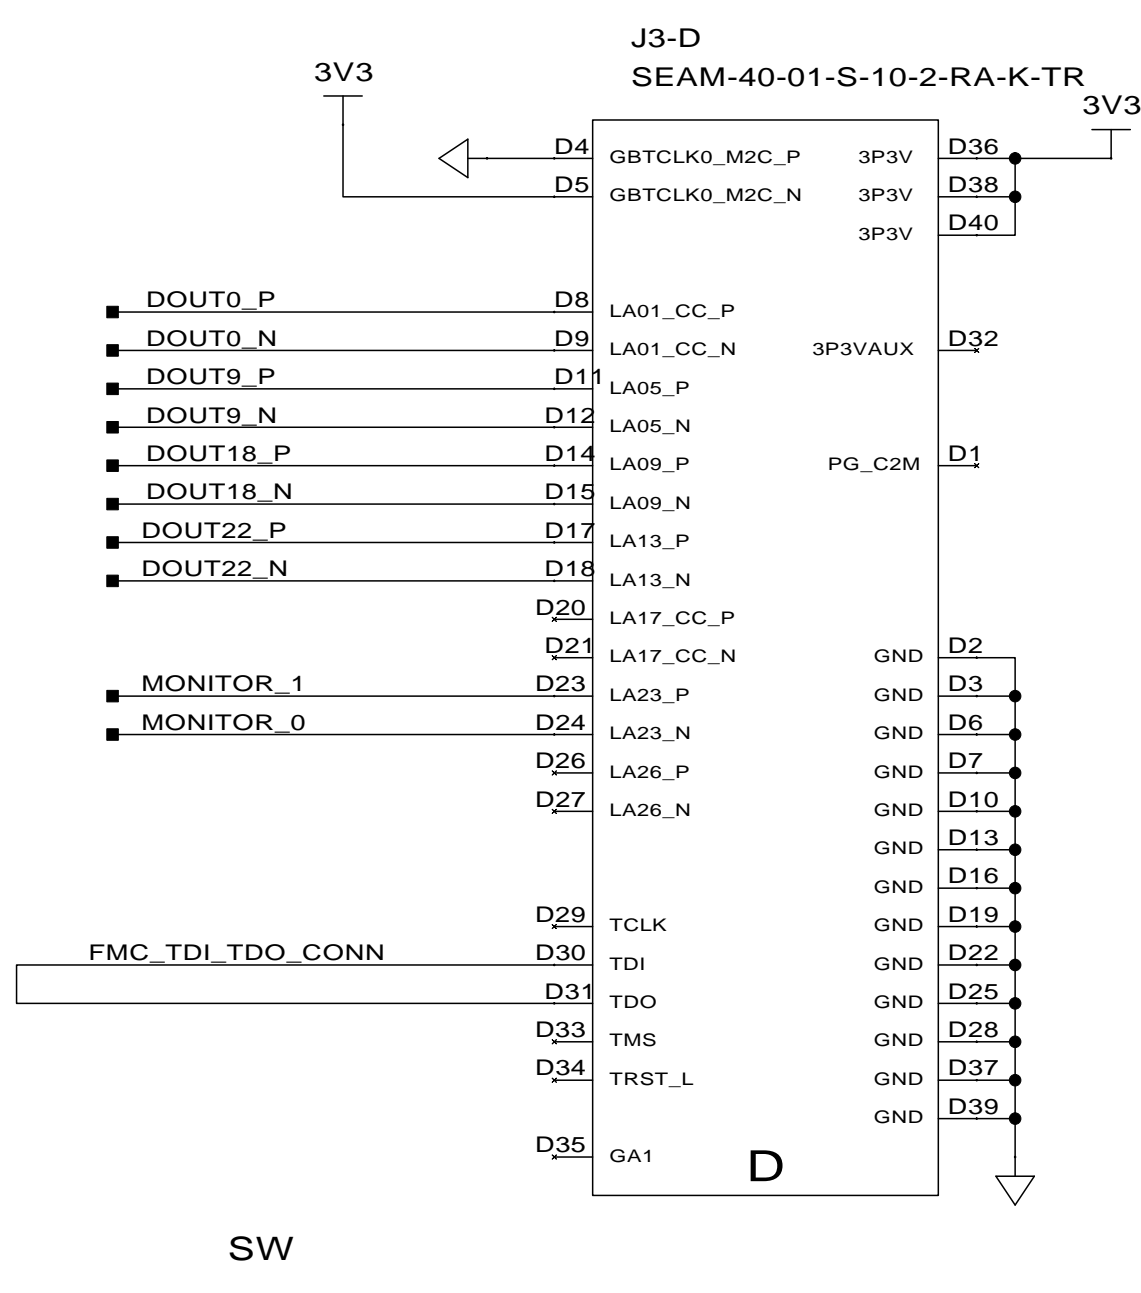 J3-D
SEAM-40-01-S-10-2-RA-K-TR
3V3
3V3
D4 GBTCLK0_M2C_P 3P3V D36
D5 GBTCLK0_M2C_N 3P3V D38
3P3V D40
DOUT0_P D8 LA01_CC_P
DOUT0_N D9 LA01_CC_N 3P3VAUX D32
DOUT9_P D11 LA05_P
DOUT9_N D12 LA05_N
DOUT18_P D14 LA09_P PG_C2M D1
DOUT18_N D15 LA09_N
DOUT22_P D17 LA13_P
DOUT22_N D18 LA13_N
D20 LA17_CC_P
D21 LA17_CC_N GND D2
MONITOR_1 D23 LA23_P GND D3
MONITOR_0 D24 LA23_N GND D6
D26 LA26_P GND D7
D27 LA26_N GND D10
GND D13
GND D16
D29 TCLK GND D19
FMC_TDI_TDO_CONN D30 TDI GND D22
D31 TDO GND D25
D33 TMS GND D28
D34 TRST_L GND D37
GND D39
D35 GA1
D
SW